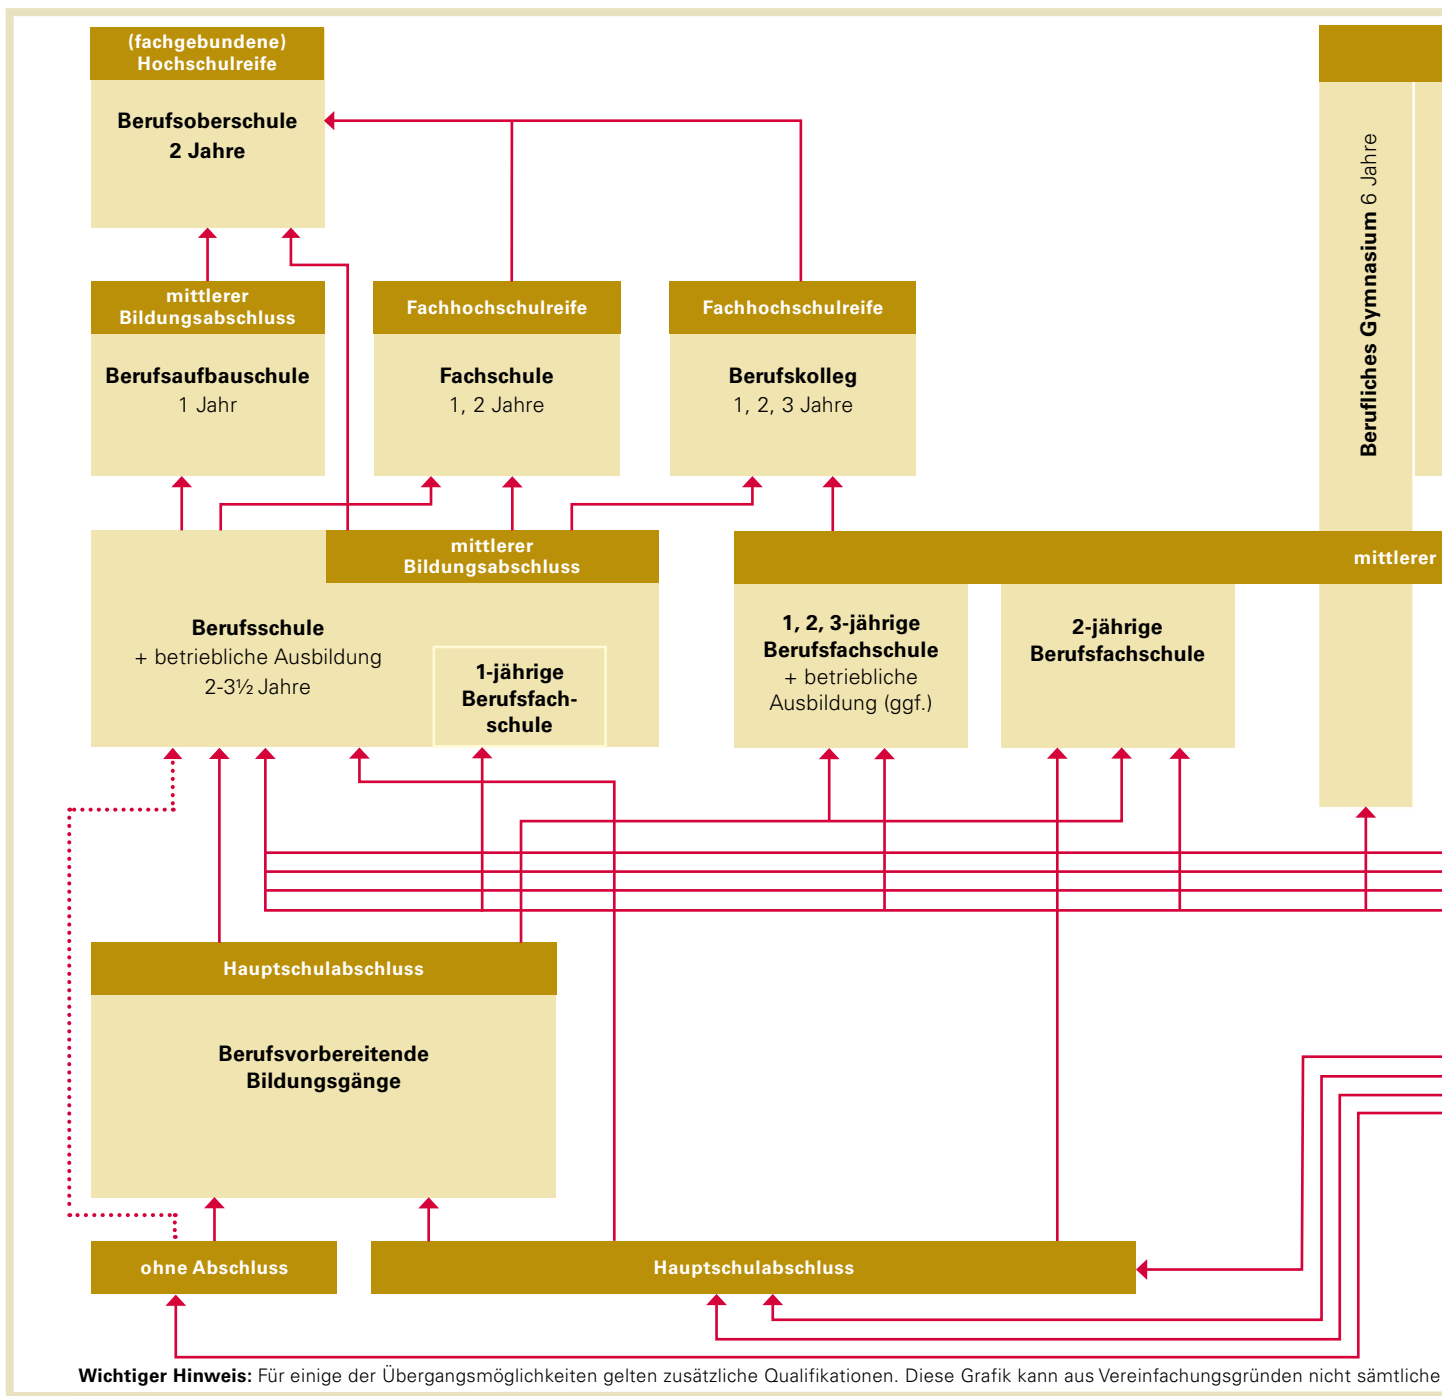 (fachgebundene)
Hochschulreife
Berufsoberschule
2 Jahre
Berufliches Gymnasium 6 Jahre
mittlerer
Bildungsabschluss
Berufsaufbauschule
1 Jahr
Fachhochschulreife
Fachschule
1, 2 Jahre
Fachhochschulreife
Berufskolleg
1, 2, 3 Jahre
mittlerer
Bildungsabschluss
Berufsschule
+ betriebliche Ausbildung
2-3½ Jahre
1-jährige
Berufsfach-
schule
mittlerer
1, 2, 3-jährige
Berufsfachschule
+ betriebliche
Ausbildung (ggf.)
2-jährige
Berufsfachschule
Hauptschulabschluss
Berufsvorbereitende
Bildungsgänge
ohne Abschluss
Hauptschulabschluss
Wichtiger Hinweis: Für einige der Übergangsmöglichkeiten gelten zusätzliche Qualifikationen. Diese Grafik kann aus Vereinfachungsgründen nicht sämtliche